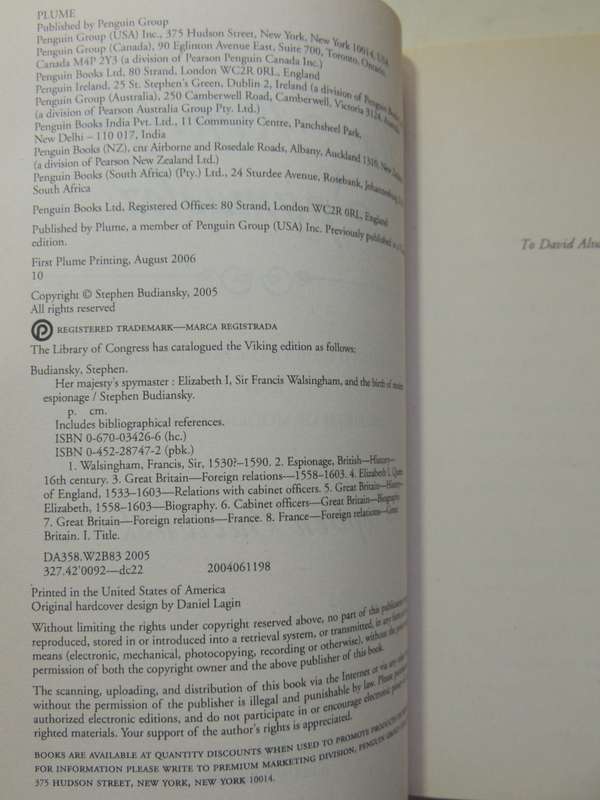 PLUME
Published by Penguin Group
Penguin Group (USA) Inc., 375 Hudson Street, New York, New York 10014, USA
Penguin Group (Canada), 90 Eglinton Avenue East, Suite 700, Toronto, Ontario,
Canada M4P 2Y3 (a division of Pearson Penguin Canada Inc.)
Penguin Books Ltd, 80 Strand, London WC2R 0RL, England
Penguin Ireland, 25 St. Stephen's Green, Dublin 2, Ireland (a division of Penguin Books
Penguin Group (Australia), 250 Camberwell Road, Camberwell, Victoria 3124, Australia
(a division of Pearson Australia Group Pty. Ltd.)
Penguin Books India Pvt. Ltd., 11 Community Centre, Panchsheel Park,
New Delhi – 110 017, India
Penguin Books (NZ), cnr Airborne and Rosedale Roads, Albany, Auckland 1310, New
(a division of Pearson New Zealand Ltd.)
Penguin Books (South Africa) (Pty.) Ltd., 24 Sturdee Avenue, Rosebank, Johannesburg
South Africa
Penguin Books Ltd, Registered Offices: 80 Strand, London WC2R 0RL, England
Published by Plume, a member of Penguin Group (USA) Inc. Previously published in a
edition.
First Plume Printing, August 2006
10
Copyright © Stephen Budiansky, 2005
All rights reserved
P REGISTERED TRADEMARK—MARCA REGISTRADA
The Library of Congress has catalogued the Viking edition as follows:
Budiansky, Stephen.
Her majesty's spymaster : Elizabeth I, Sir Francis Walsingham, and the birth of modern
espionage / Stephen Budiansky.
p. cm.
Includes bibliographical references.
ISBN 0-670-03426-6 (hc.)
ISBN 0-452-28747-2 (pbk.)
1. Walsingham, Francis, Sir, 1530?–1590. 2. Espionage, British—History—
16th century. 3. Great Britain—Foreign relations—1558–1603. 4. Elizabeth I, Queen
of England, 1533–1603—Relations with cabinet officers. 5. Great Britain—History—
Elizabeth, 1558–1603—Biography. 6. Cabinet officers—Great Britain—Biography.
7. Great Britain—Foreign relations—France. 8. France—Foreign relations—Great
Britain. I. Title.
DA358.W2B83 2005
327.42'0092—dc22 2004061198
Printed in the United States of America
Original hardcover design by Daniel Lagin
Without limiting the rights under copyright reserved above, no part of this publication
reproduced, stored in or introduced into a retrieval system, or transmitted, in any form
means (electronic, mechanical, photocopying, recording or otherwise), without the
permission of both the copyright owner and the above publisher of this book.
The scanning, uploading, and distribution of this book via the Internet or via any other
without the permission of the publisher is illegal and punishable by law. Please
authorized electronic editions, and do not participate in or encourage electronic
righted materials. Your support of the author's rights is appreciated.
BOOKS ARE AVAILABLE AT QUANTITY DISCOUNTS WHEN USED TO PROMOTE PRODUCTS
FOR INFORMATION PLEASE WRITE TO PREMIUM MARKETING DIVISION, PENGUIN GROUP
375 HUDSON STREET, NEW YORK, NEW YORK 10014.
To David